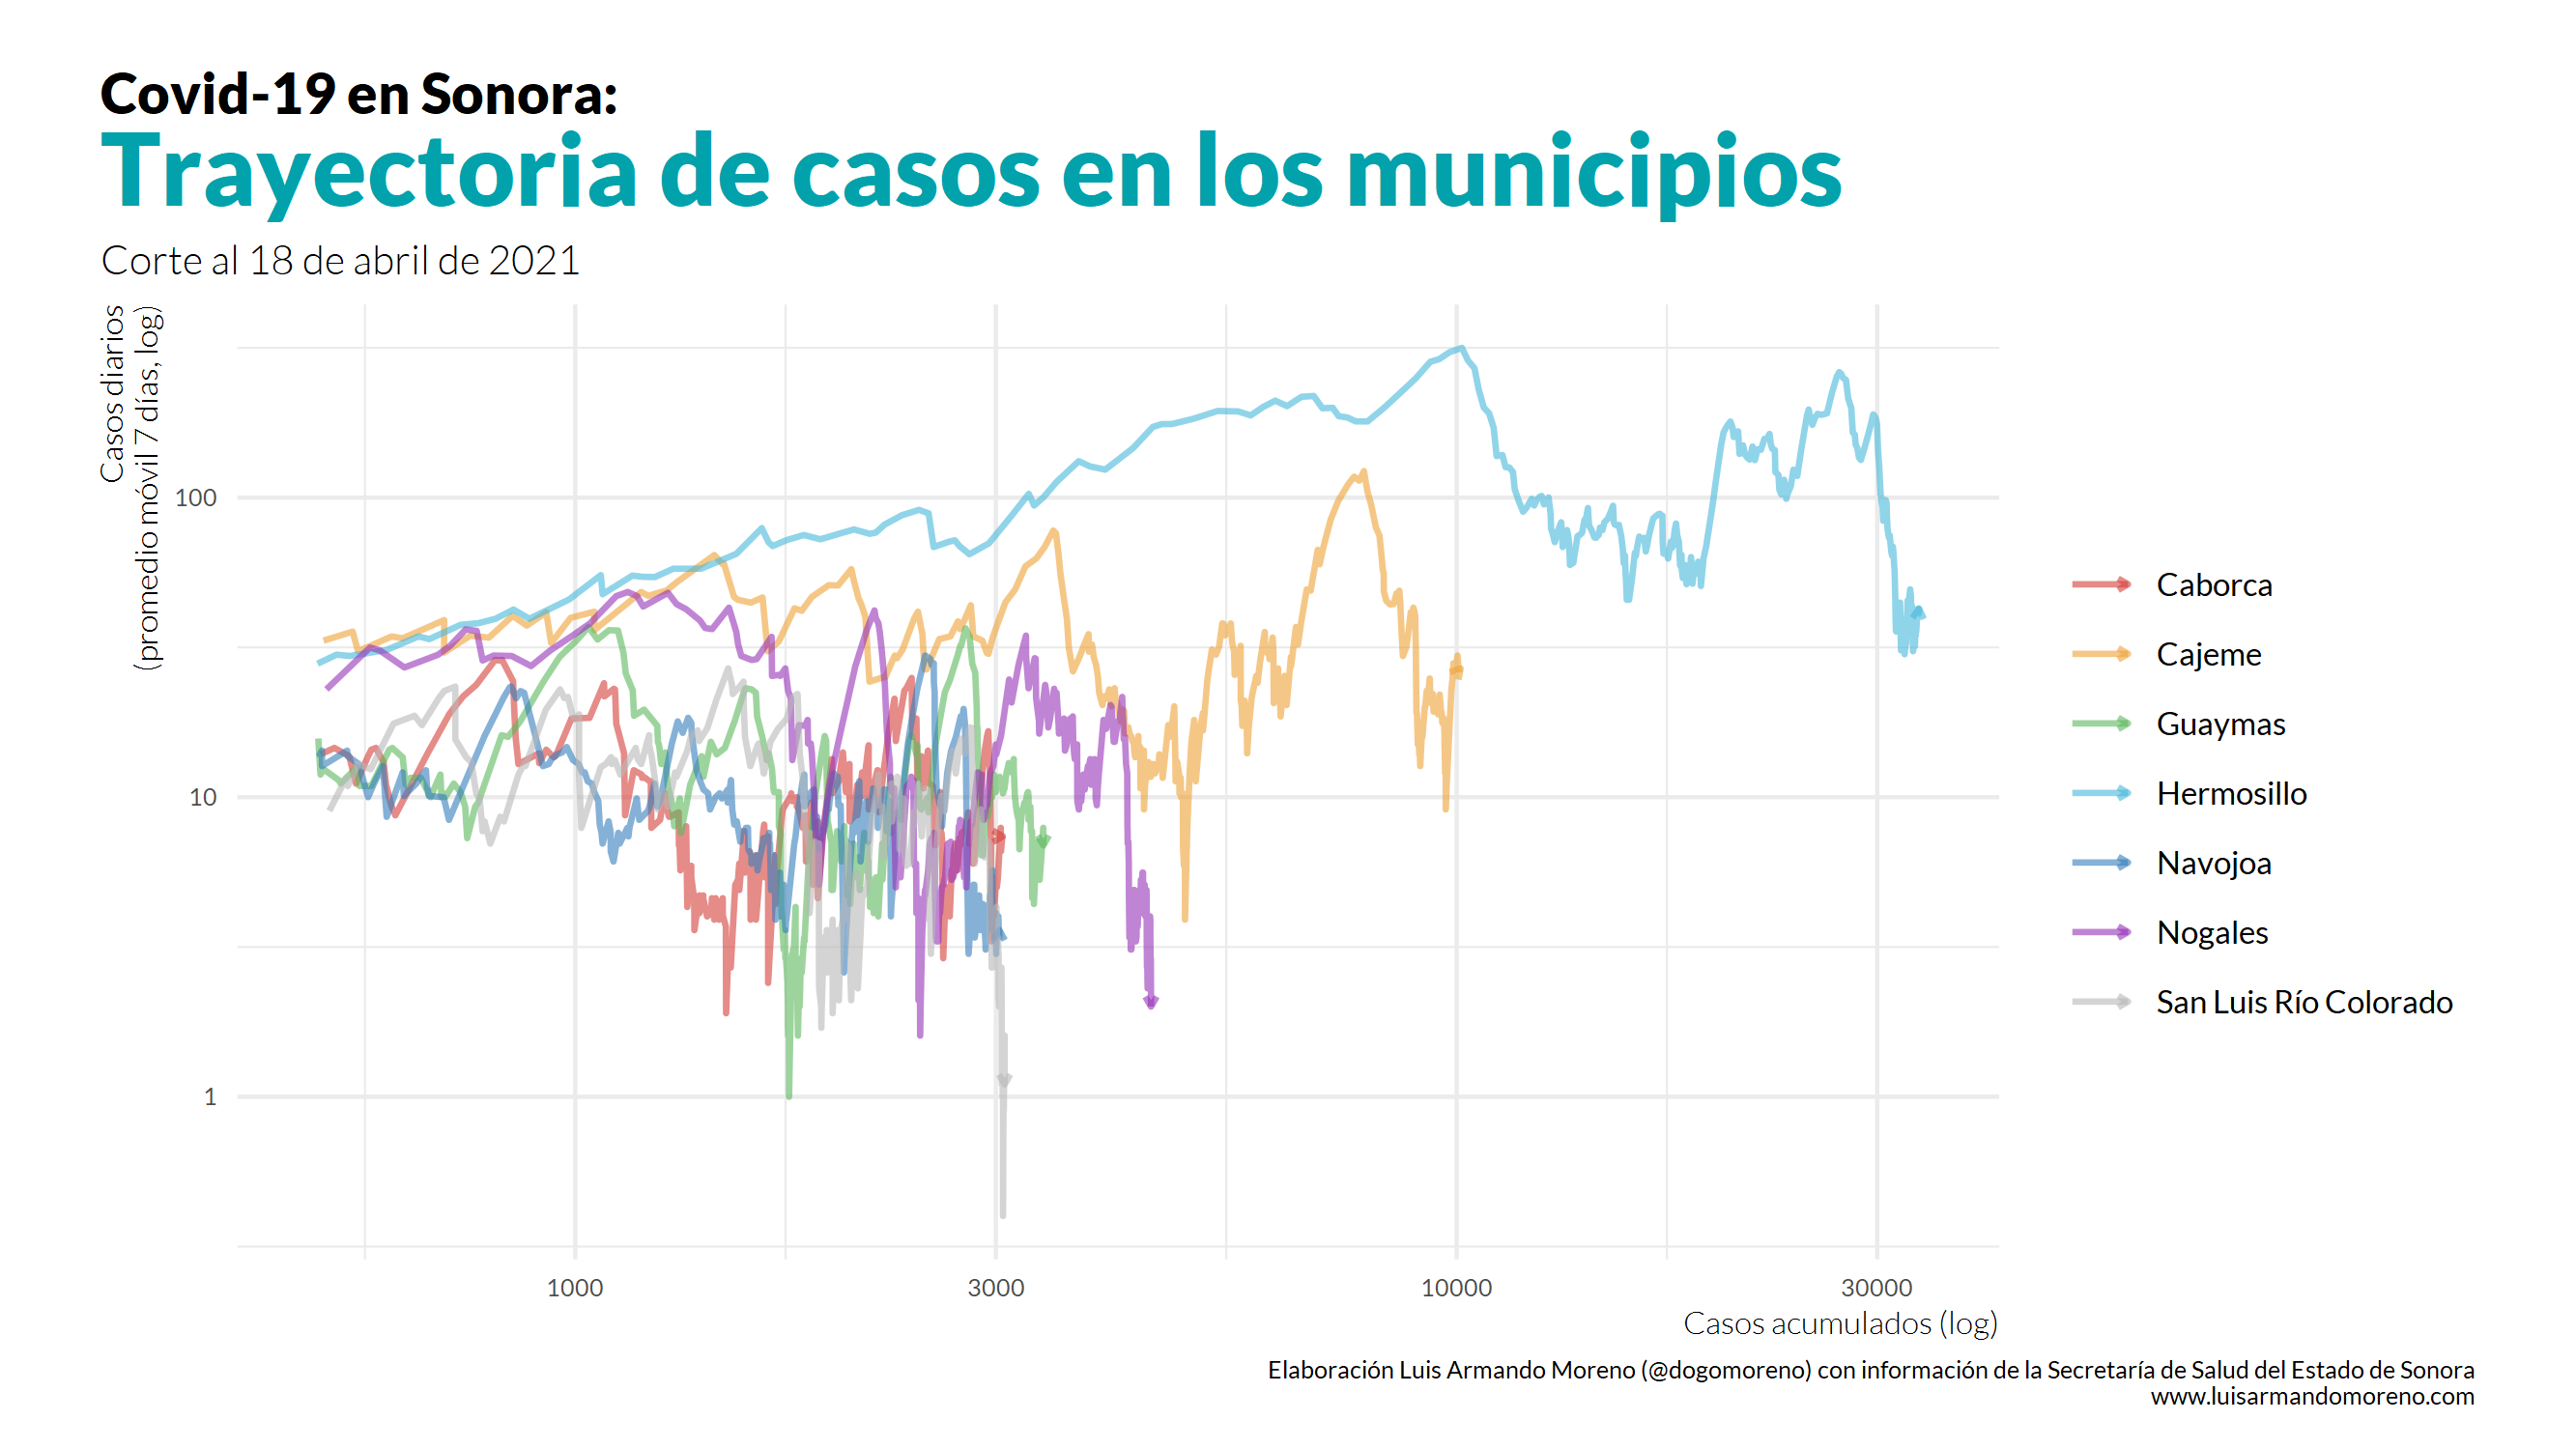 Covid-19 en Sonora:
Trayectoria de casos en los municipios
Corte al 18 de abril de 2021
Casos diarios
(promedio móvil 7 días, log)
100
10
1
1000
3000
10000
30000
Casos acumulados (log)
Caborca
Cajeme
Guaymas
Hermosillo
Navojoa
Nogales
San Luis Río Colorado
Elaboración Luis Armando Moreno (@dogomoreno) con información de la Secretaría de Salud del Estado de Sonora
www.luisarmandomoreno.com